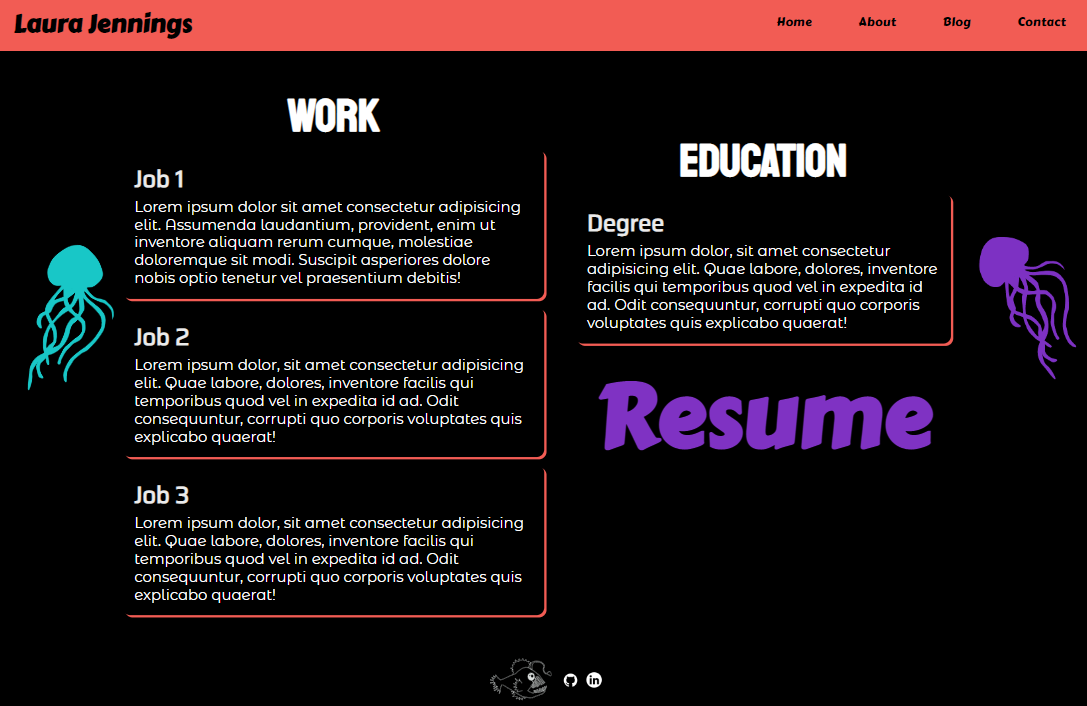 Laura Jennings
Home About Blog Contact
WORK
Job 1
Lorem ipsum dolor sit amet consectetur adipisicing
elit. Assumenda laudantium, provident, enim ut
inventore aliquam rerum cumque, molestiae
doloremque sit modi. Suscipit asperiores dolore
nobis optio tenetur vel praesentium debitis!
Job 2
Lorem ipsum dolor, sit amet consectetur adipisicing
elit. Quae labore, dolores, inventore facilis qui
temporibus quod vel in expedita id ad. Odit
consequuntur, corrupti quo corporis voluptates quis
explicabo quaerat!
Job 3
Lorem ipsum dolor, sit amet consectetur adipisicing
elit. Quae labore, dolores, inventore facilis qui
temporibus quod vel in expedita id ad. Odit
consequuntur, corrupti quo corporis voluptates quis
explicabo quaerat!
EDUCATION
Degree
Lorem ipsum dolor, sit amet consectetur
adipisicing elit. Quae labore, dolores, inventore
facilis qui temporibus quod vel in expedita id
ad. Odit consequuntur, corrupti quo corporis
voluptates quis explicabo quaerat!
Resume
in